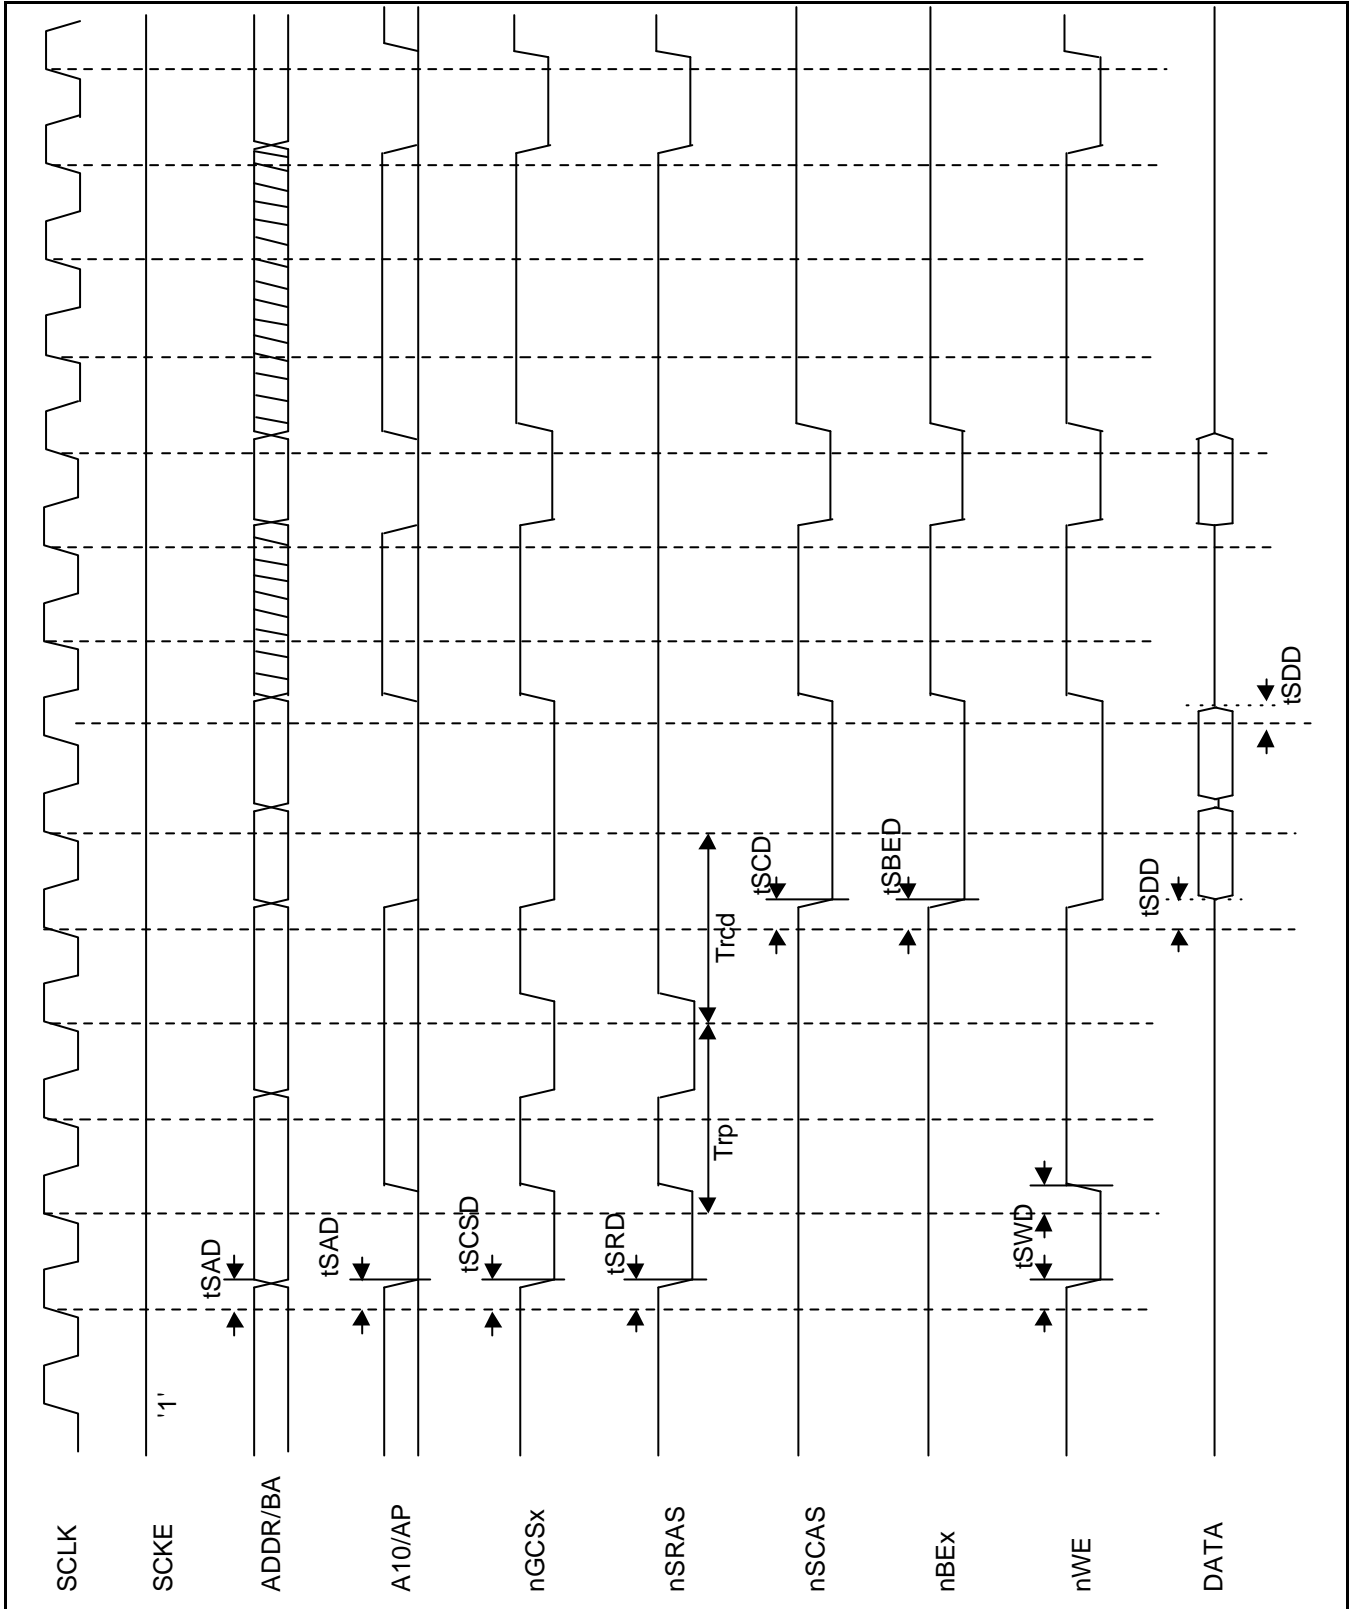 SCLK
SCKE
'1'
ADDR/BA
tSAD
A10/AP
tSAD
nGCSx
tSCSD
nSRAS
tSRD
Trp
Trcd
nSCAS
tSCD
nBEx
tSBED
nWE
tSWD
DATA
tSDD
tSDD